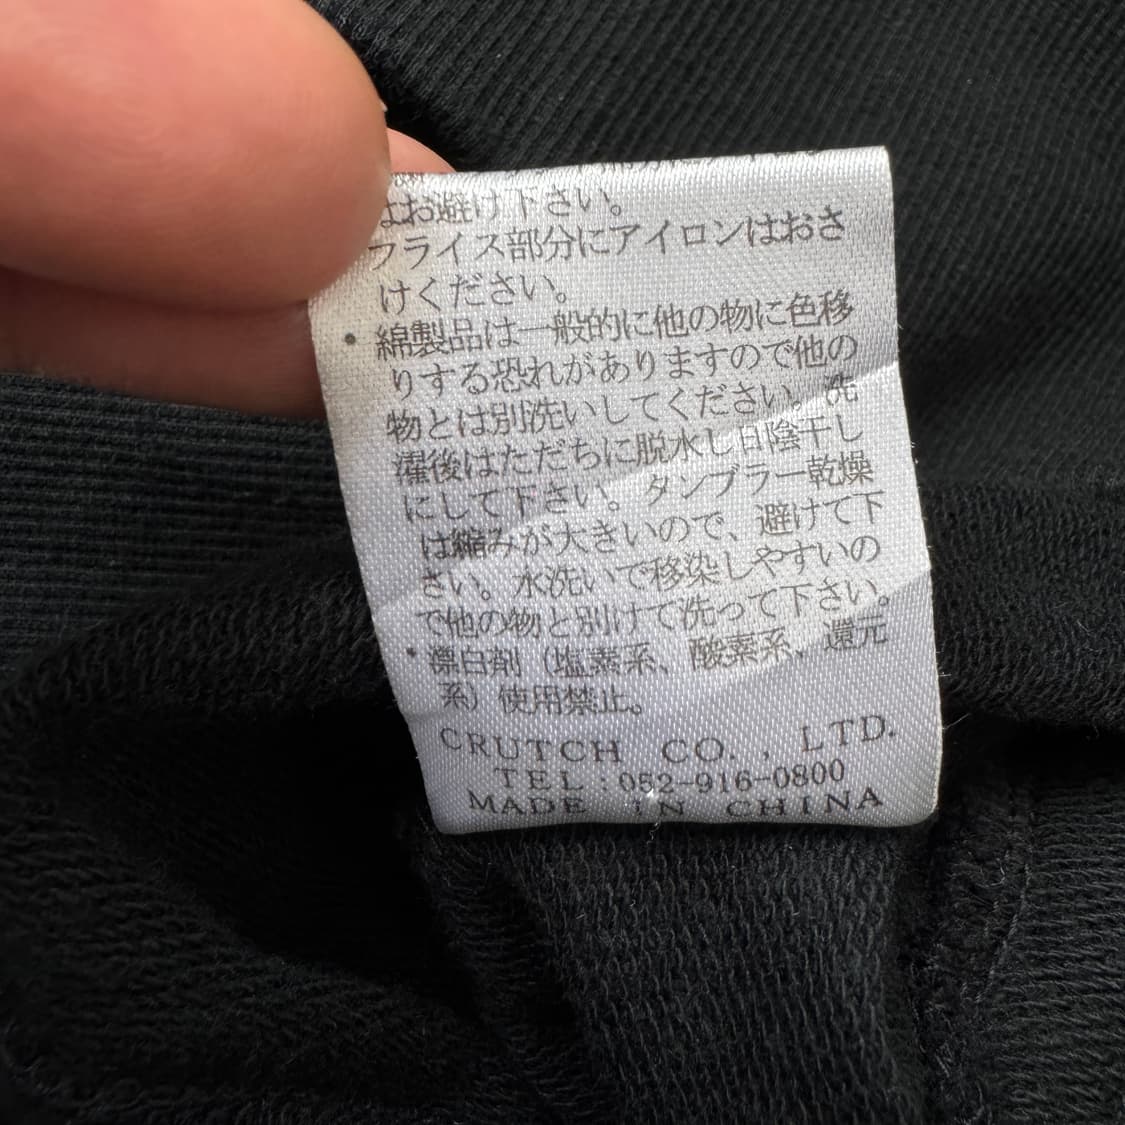 はお避け下さい。
フライス部分にアイロンはおさ
けください。
・綿製品は一般的に他の物に色移
りする恐れがありますので他の
物とは別洗いしてください。洗
濯後はただちに脱水し日陰干し
にして下さい。タンブラー乾燥
は縮みが大きいので、避けて下
さい。水洗いで移染しやすいの
で他の物と別けて洗って下さい。
・漂白剤（塩素系、酸素系、還元
系）使用禁止。
CRUTCH CO., LTD.
TEL:052-916-0800
MADE IN CHINA